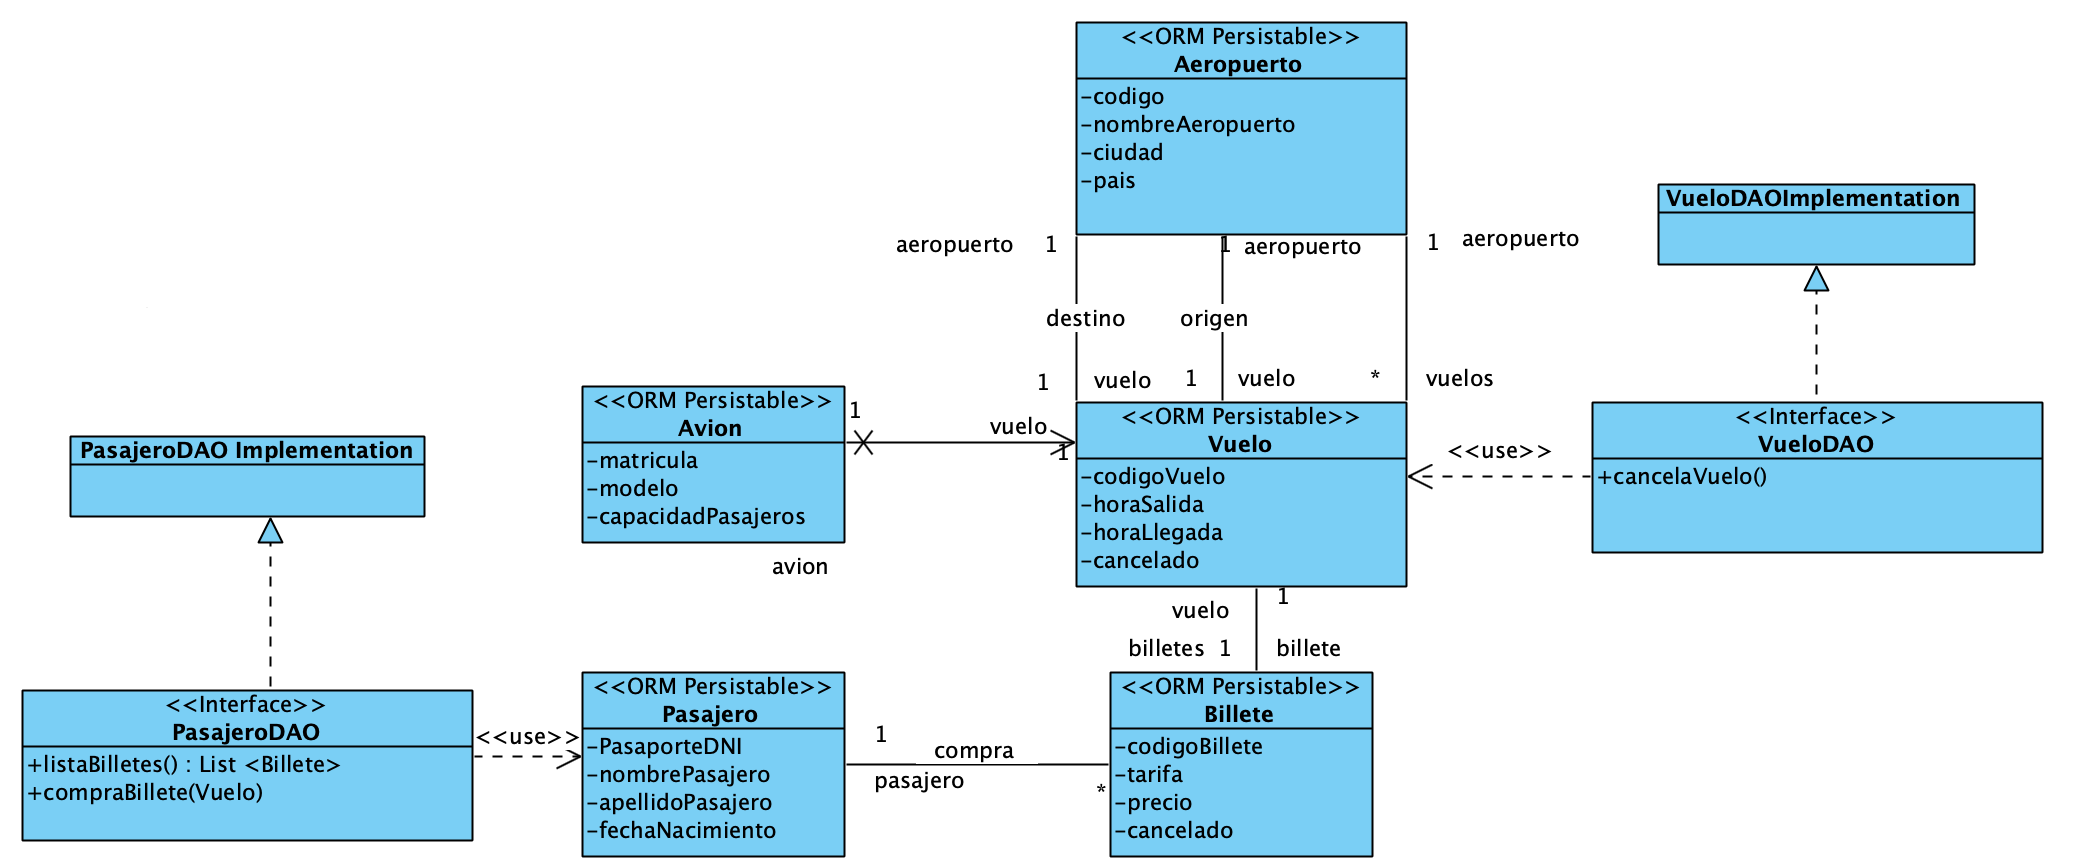 <<ORM Persistable>>
Aeropuerto
-codigo
-nombreAeropuerto
-ciudad
-pais
VueloDAOImplementation
aeropuerto 1
1 aeropuerto
1 aeropuerto
destino
origen
1 vuelo
1 vuelo
* vuelos
<<ORM Persistable>>
Avion
-matricula
-modelo
-capacidadPasajeros
1
vuelo
1
avion
<<ORM Persistable>>
Vuelo
-codigoVuelo
-horaSalida
-horaLlegada
-cancelado
<<use>>
<<Interface>>
VueloDAO
+cancelaVuelo()
PasajeroDAO Implementation
vuelo 1
billetes 1 billete
<<Interface>>
PasajeroDAO
+listaBilletes() : List <Billete>
+compraBillete(Vuelo)
<<use>>
<<ORM Persistable>>
Pasajero
-PasaporteDNI
-nombrePasajero
-apellidoPasajero
-fechaNacimiento
1
compra
pasajero
*
<<ORM Persistable>>
Billete
-codigoBillete
-tarifa
-precio
-cancelado